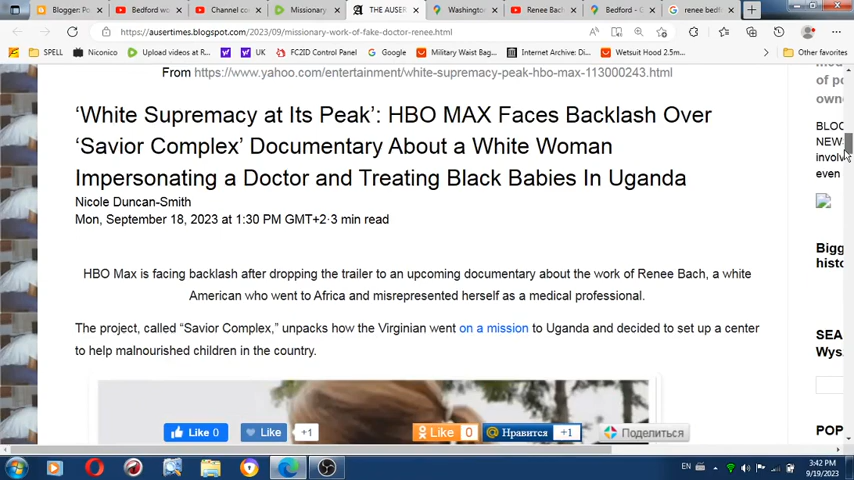 Blogger: Po
Bedford wo
Channel co
Missionary
THE AUSER
Washington
Renee Bach
Bedford - G
renee bedf
https://ausertimes.blogspot.com/2023/09/missionary-work-of-fake-doctor-renee.html
SPELL
Niconico
Upload videos at R...
UK
FC2ID Control Panel
Google
Military Waist Bag...
Internet Archive: Di...
Wetsuit Hood 2.5m...
Other favorites
From https://www.yahoo.com/entertainment/white-supremacy-peak-hbo-max-113000243.html
of po
owne
‘White Supremacy at Its Peak’: HBO MAX Faces Backlash Over
‘Savior Complex’ Documentary About a White Woman
Impersonating a Doctor and Treating Black Babies In Uganda
BLOC
NEW
involv
even
Nicole Duncan-Smith
Mon, September 18, 2023 at 1:30 PM GMT+2·3 min read
Bigg
histo
HBO Max is facing backlash after dropping the trailer to an upcoming documentary about the work of Renee Bach, a white
American who went to Africa and misrepresented herself as a medical professional.
The project, called “Savior Complex,” unpacks how the Virginian went on a mission to Uganda and decided to set up a center
to help malnourished children in the country.
SEA
Wys
POP
Like 0
Like
+1
Like 0
Нравится
+1
Поделиться
EN
3:42 PM
9/19/2023